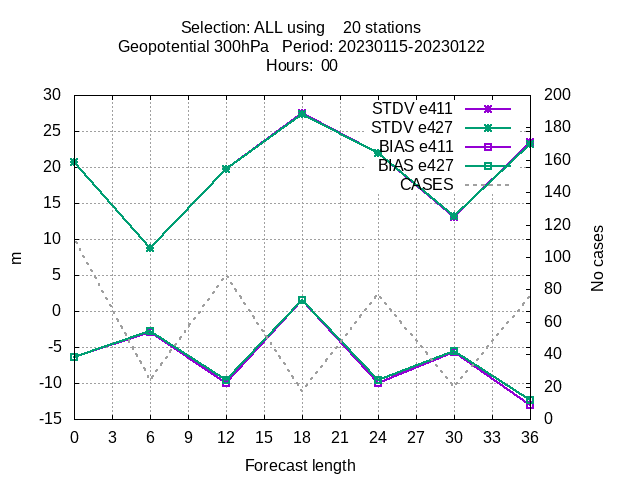 Selection: ALL using    20 stations
Geopotential 300hPa   Period: 20230115-20230122
Hours:  00
30 200
STDV e411
25 180
STDV e427
BIAS e411
20 160
BIAS e427
CASES
15 140
10 120
5 100
0 80
-5 60
-10 40
-15 20
0
m
No cases
0 3 6 9 12 15 18 21 24 27 30 33 36
Forecast length